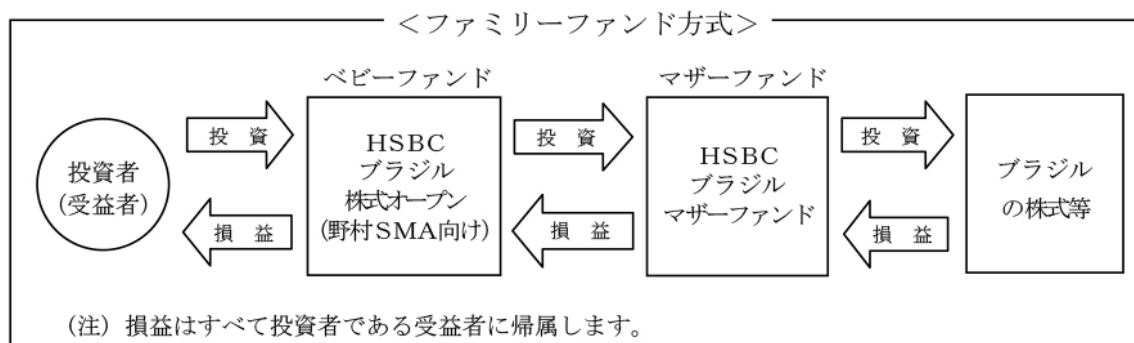 ＜ファミリーファンド方式＞
ベビーファンド
マザーファンド
投資者
(受益者)
投　資
損　益
ＨＳＢＣ
ブラジル
株式オープン
(野村ＳＭＡ向け)
投　資
損　益
ＨＳＢＣ
ブラジル
マザーファンド
投　資
損　益
ブラジル
の株式等
（注）損益はすべて投資者である受益者に帰属します。